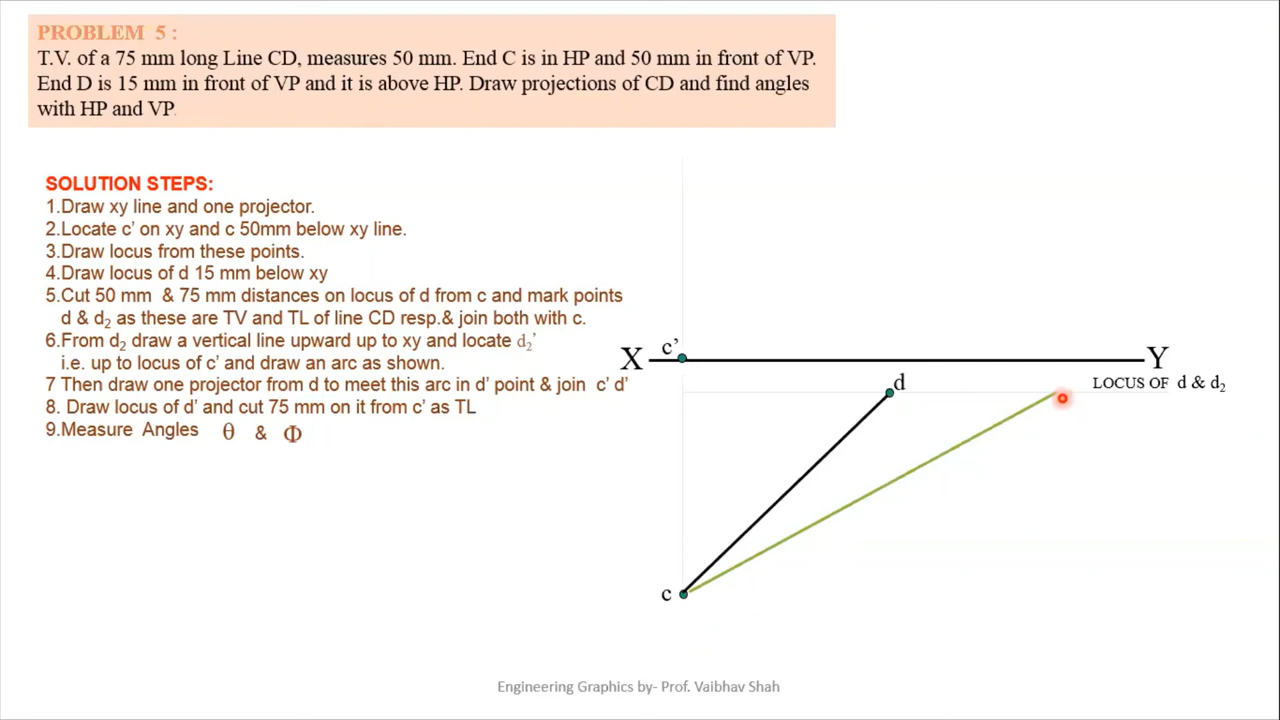 PROBLEM 5 :
T.V. of a 75 mm long Line CD, measures 50 mm. End C is in HP and 50 mm in front of VP.
End D is 15 mm in front of VP and it is above HP. Draw projections of CD and find angles
with HP and VP.
SOLUTION STEPS:
1.Draw xy line and one projector.
2.Locate c’ on xy and c 50mm below xy line.
3.Draw locus from these points.
4.Draw locus of d 15 mm below xy
5.Cut 50 mm & 75 mm distances on locus of d from c and mark points
d & d₂ as these are TV and TL of line CD resp.& join both with c.
6.From d₂ draw a vertical line upward up to xy and locate d₂’
i.e. up to locus of c’ and draw an arc as shown.
7 Then draw one projector from d to meet this arc in d’ point & join c’ d’
8. Draw locus of d’ and cut 75 mm on it from c’ as TL
9.Measure Angles θ & Φ
c’
X
Y
d
LOCUS OF d & d₂
c
Engineering Graphics by- Prof. Vaibhav Shah